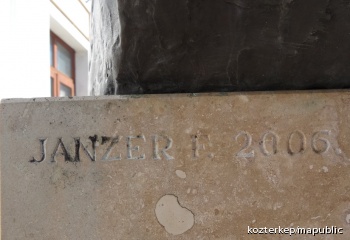 JANZER F. 2006
kozterkep.mapublic